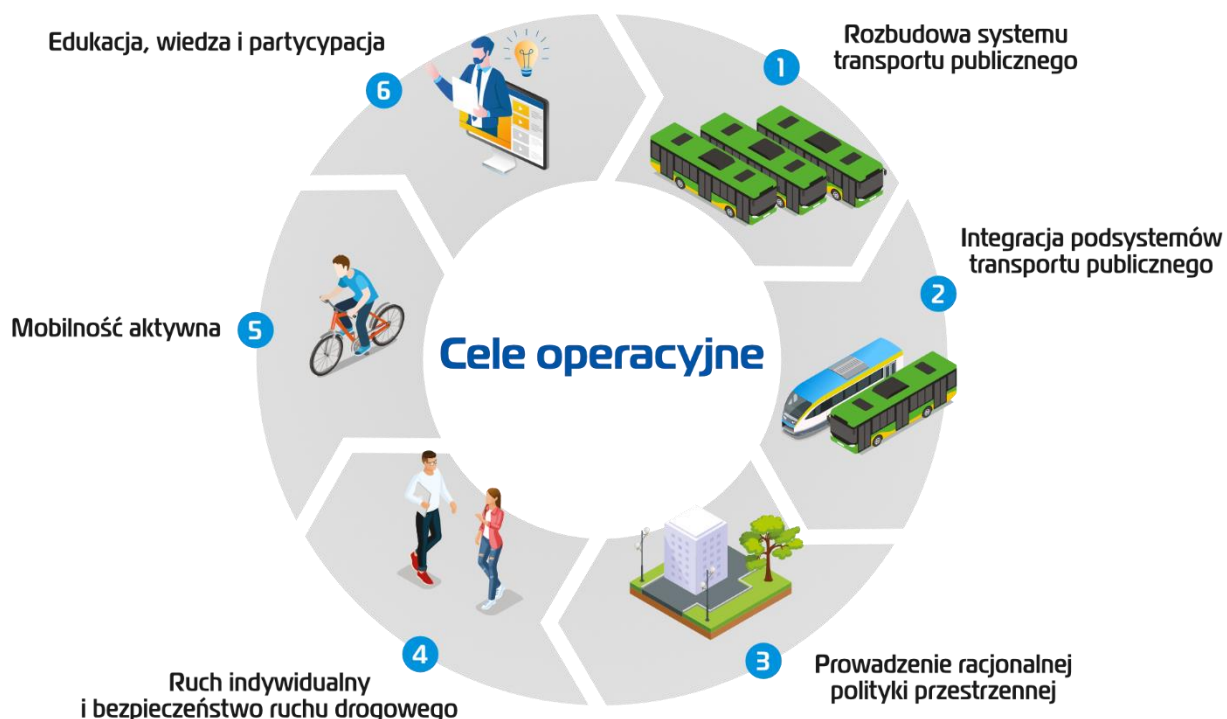 Cele operacyjne
1
Rozbudowa systemu
transportu publicznego
2
Integracja podsystemów
transportu publicznego
3
Prowadzenie racjonalnej
polityki przestrzennej
4
Ruch indywidualny
i bezpieczeństwo ruchu drogowego
5
Mobilność aktywna
6
Edukacja, wiedza i partycypacja